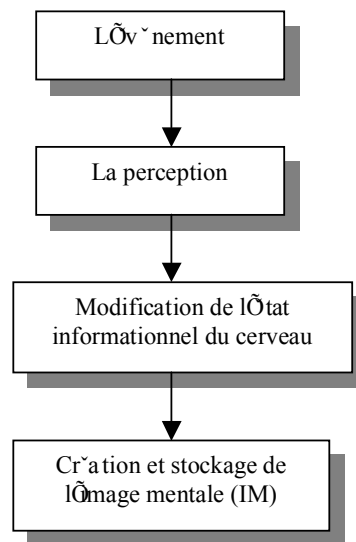 LÕvˇnement
La perception
Modification de lÕtat
informationnel du cerveau
Crˇation et stockage de
lÕmage mentale (IM)